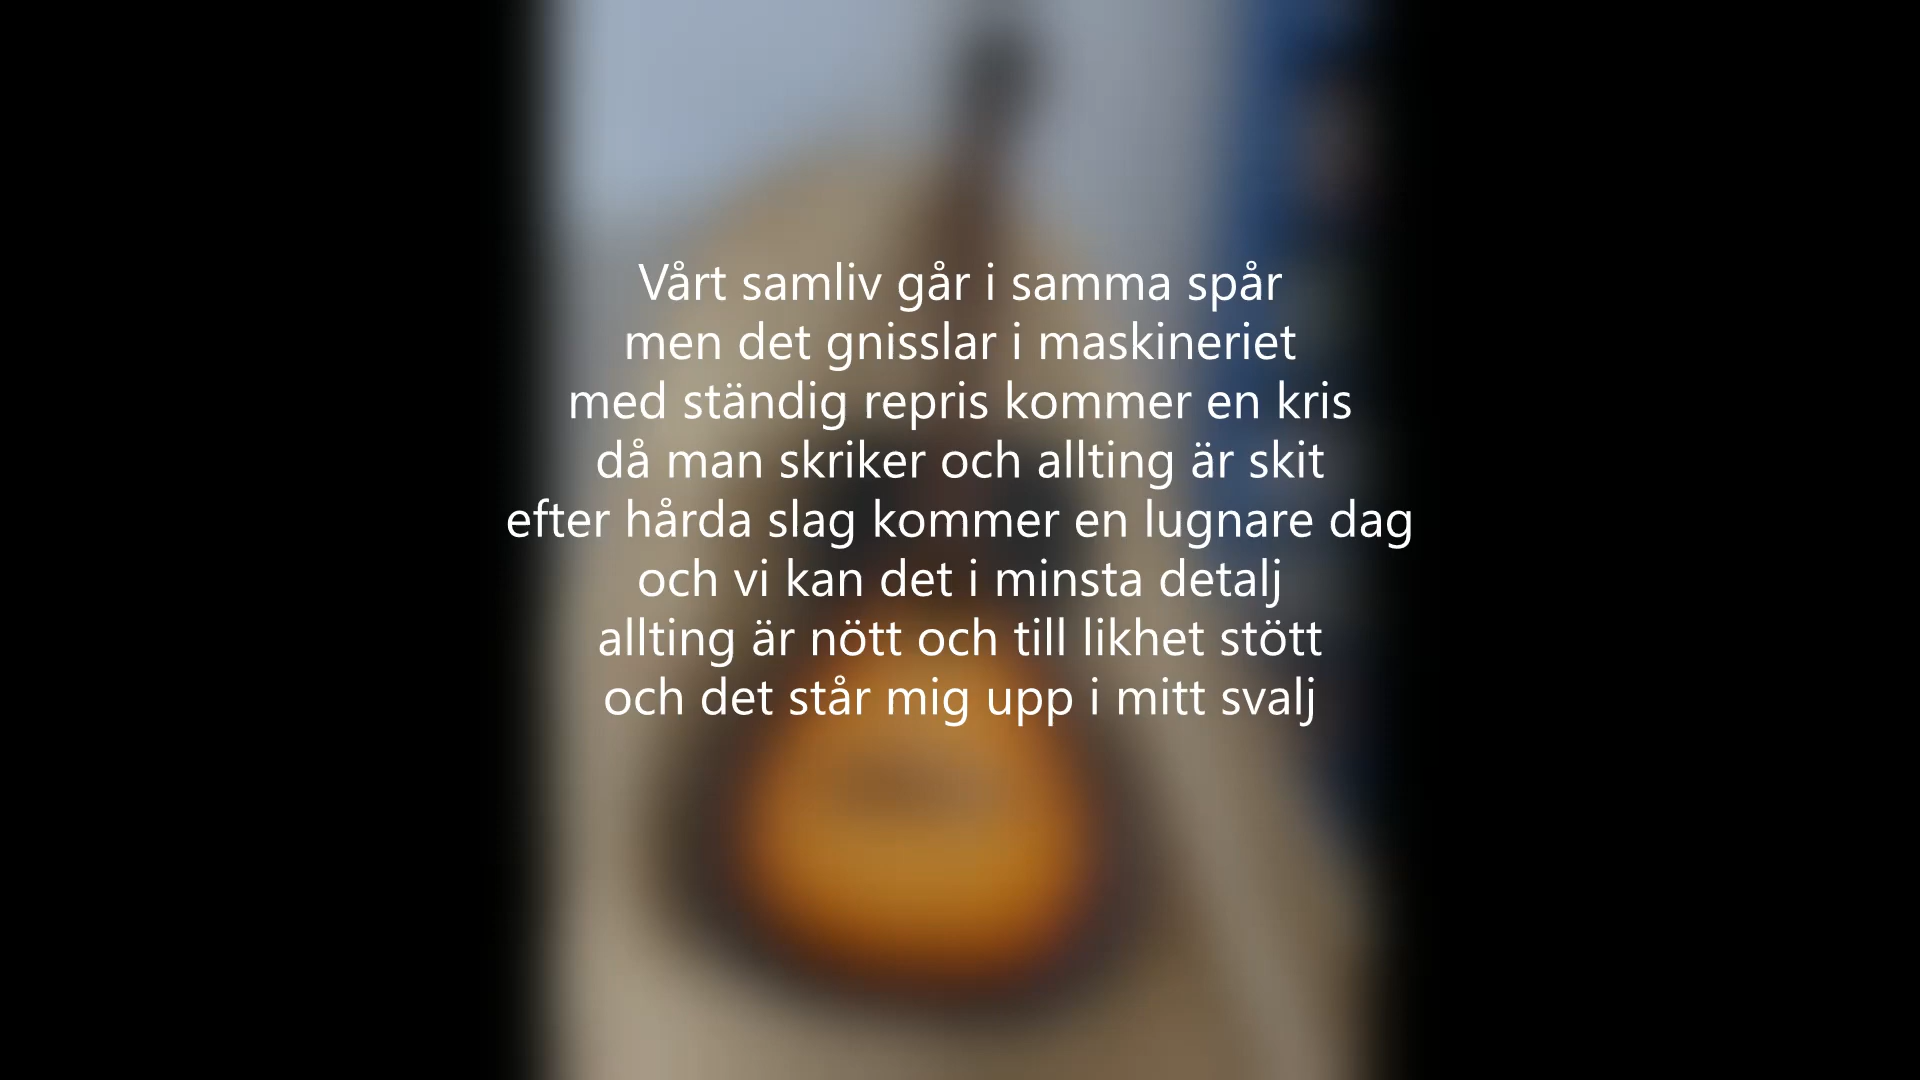 Vårt samliv går i samma spår
men det gnisslar i maskineriet
med ständig repris kommer en kris
då man skriker och allting är skit
efter hårda slag kommer en lugnare dag
och vi kan det i minsta detalj
allting är nött och till likhet stött
och det står mig upp i mitt svalj